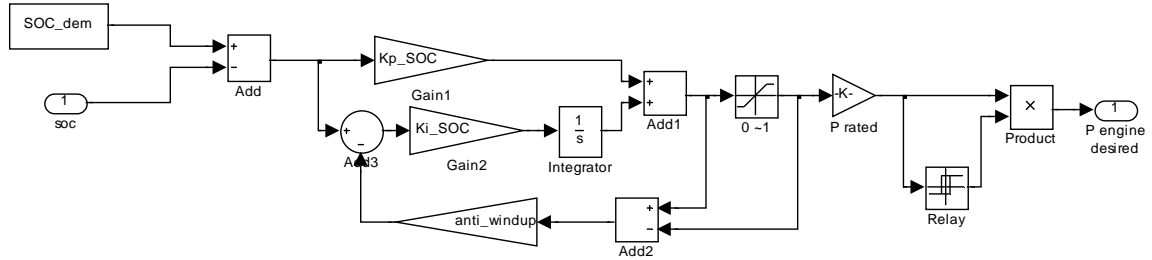 SOC_dem
+
−
Add
1
soc
Kp_SOC
Gain1
+
−
Add3
Ki_SOC
Gain2
1
s
Integrator
+
+
Add1
0 ~1
-K-
P rated
×
Product
1
P engine
desired
Relay
anti_windup
+
−
Add2